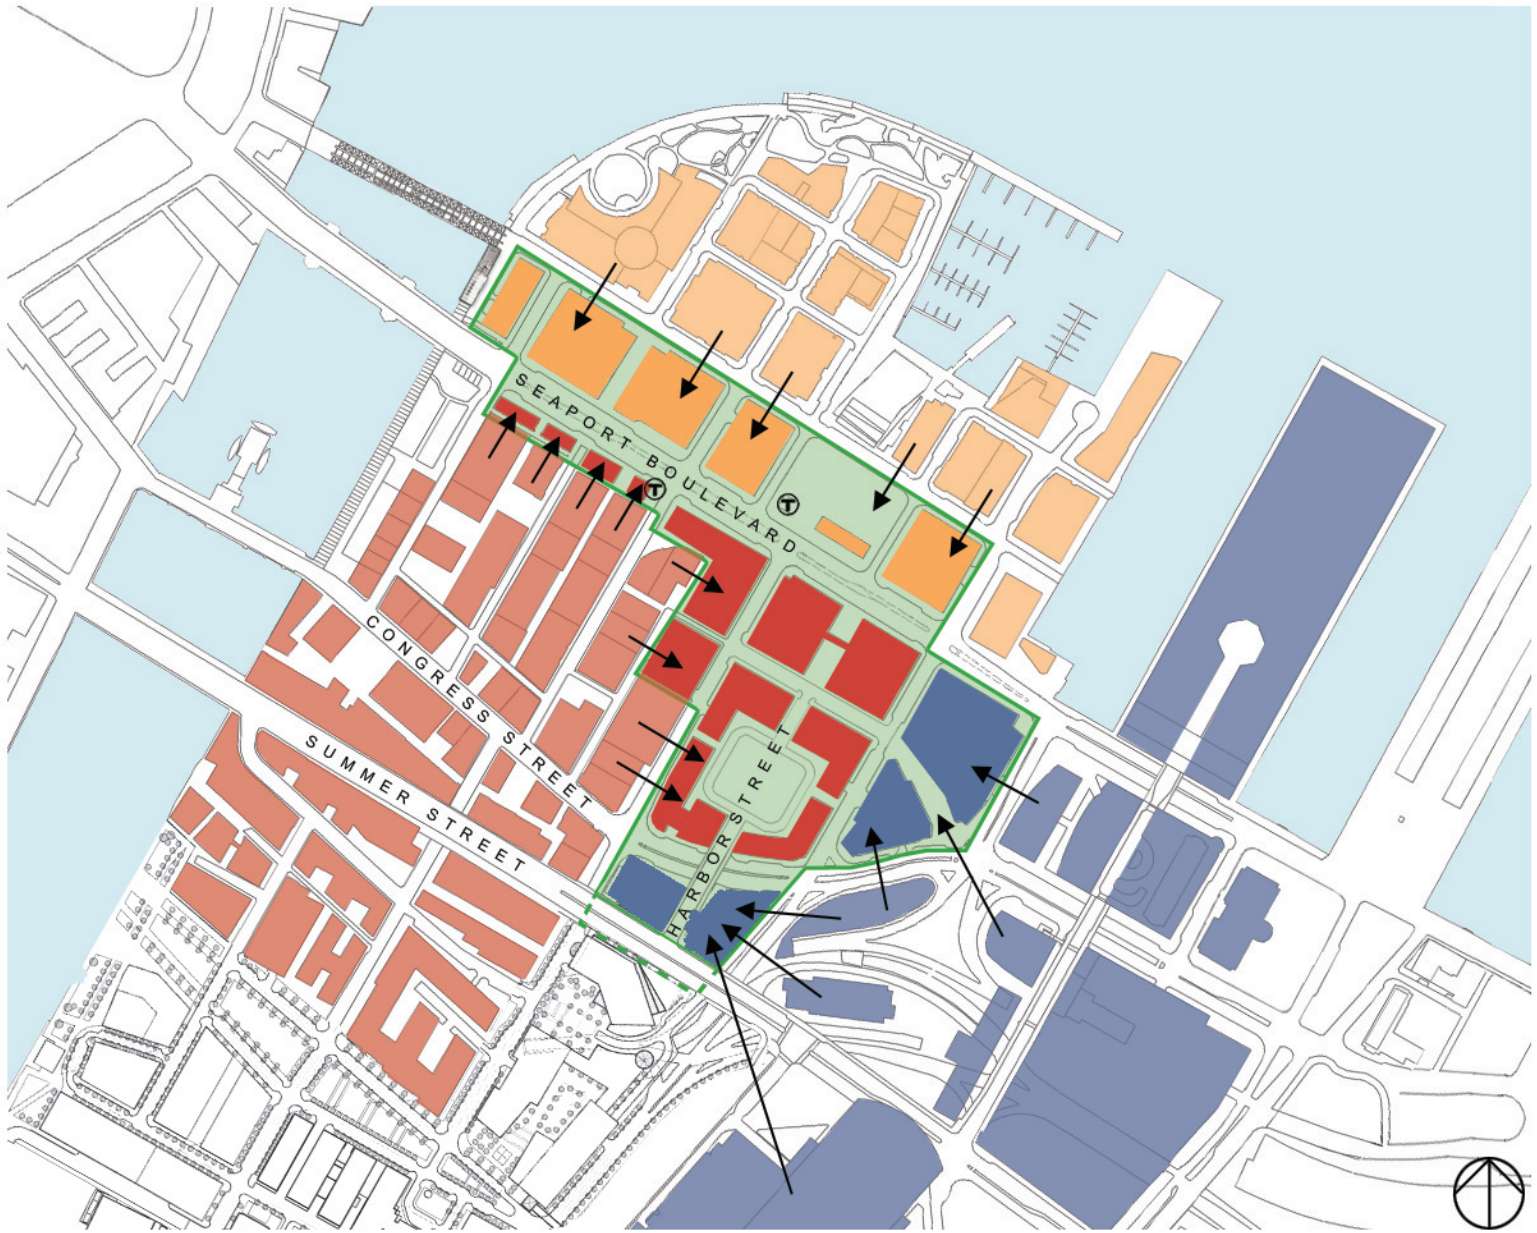 SEAPORT BOULEVARD
T
T
CONGRESS STREET
SUMMER STREET
HARBOR STREET